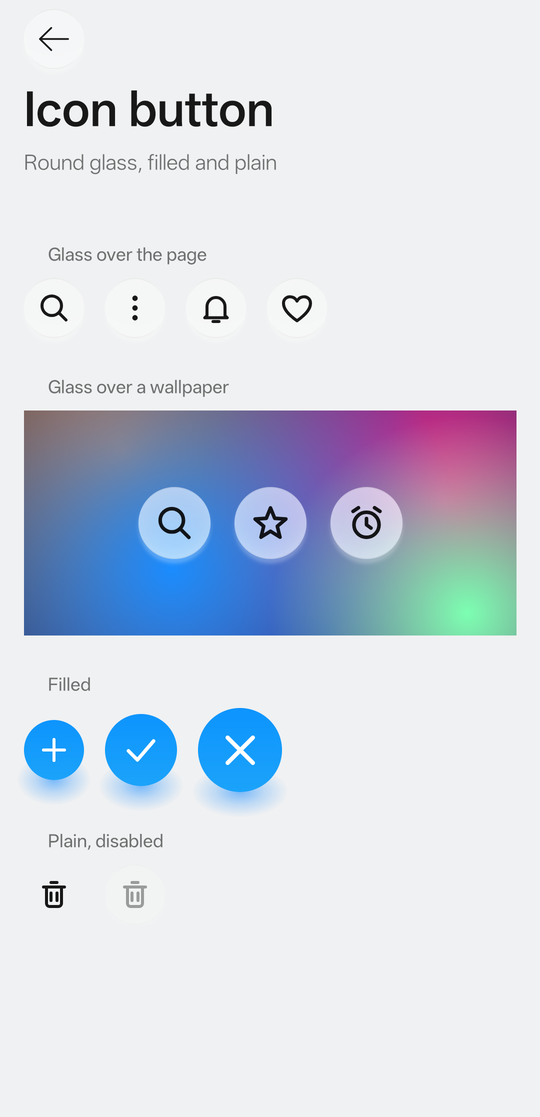 Icon button
Round glass, filled and plain
Glass over the page
Glass over a wallpaper
Filled
Plain, disabled